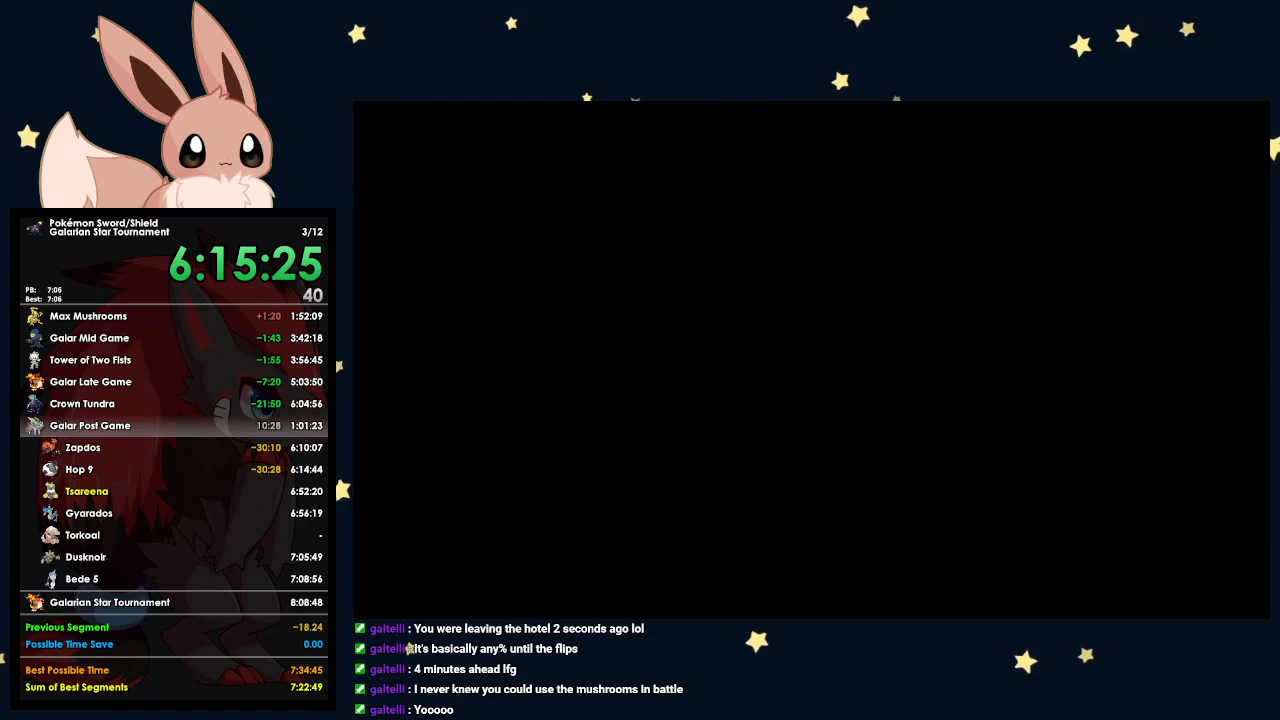 Pokémon Sword/Shield
Galarian Star Tournament 3/12
6:15:25
PB: 7:06
Best: 7:06
40
Max Mushrooms +1:20 1:52:09
Galar Mid Game −1:43 3:42:18
Tower of Two Fists −1:55 3:56:45
Galar Late Game −7:20 5:03:50
Crown Tundra −21:50 6:04:56
Galar Post Game 10:28 1:01:23
Zapdos −30:10 6:10:07
Hop 9 −30:28 6:14:44
Tsareena 6:52:20
Gyarados 6:56:19
Torkoal -
Dusknoir 7:05:49
Bede 5 7:08:56
Galarian Star Tournament 8:08:48
Previous Segment −18.24
Possible Time Save 0.00
Best Possible Time 7:34:45
Sum of Best Segments 7:22:49
galtelli : You were leaving the hotel 2 seconds ago lol
galtelli : It's basically any% until the flips
galtelli : 4 minutes ahead lfg
galtelli : I never knew you could use the mushrooms in battle
galtelli : Yooooo